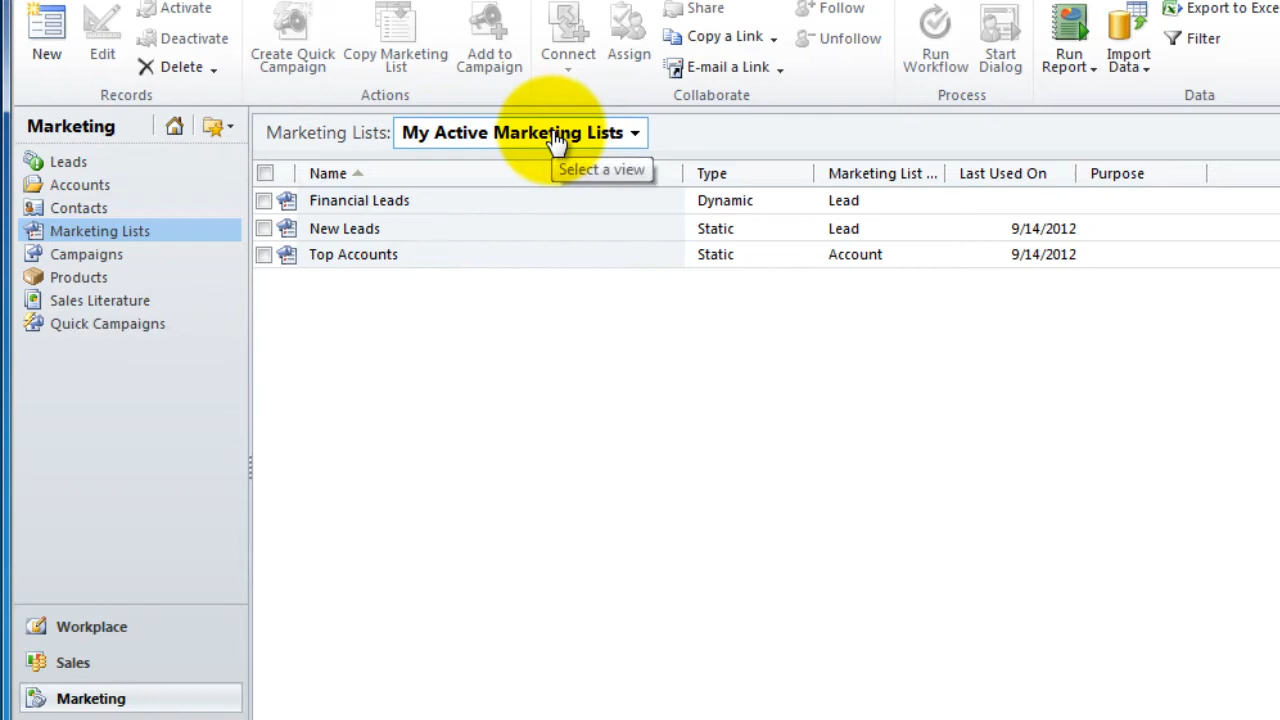 Activate
Share
Follow
Export to Exce
New
Edit
Deactivate
Create Quick
Campaign
Copy Marketing
List
Add to
Campaign
Connect
Assign
Copy a Link
Unfollow
Run
Workflow
Start
Dialog
Run
Report
Import
Data
Filter
Delete
E-mail a Link
Records
Actions
Collaborate
Process
Data
Marketing
Marketing Lists: My Active Marketing Lists
Select a view
Leads
Accounts
Contacts
Marketing Lists
Campaigns
Products
Sales Literature
Quick Campaigns
Name Type Marketing List ... Last Used On Purpose
Financial Leads Dynamic Lead
New Leads Static Lead 9/14/2012
Top Accounts Static Account 9/14/2012
Workplace
Sales
Marketing